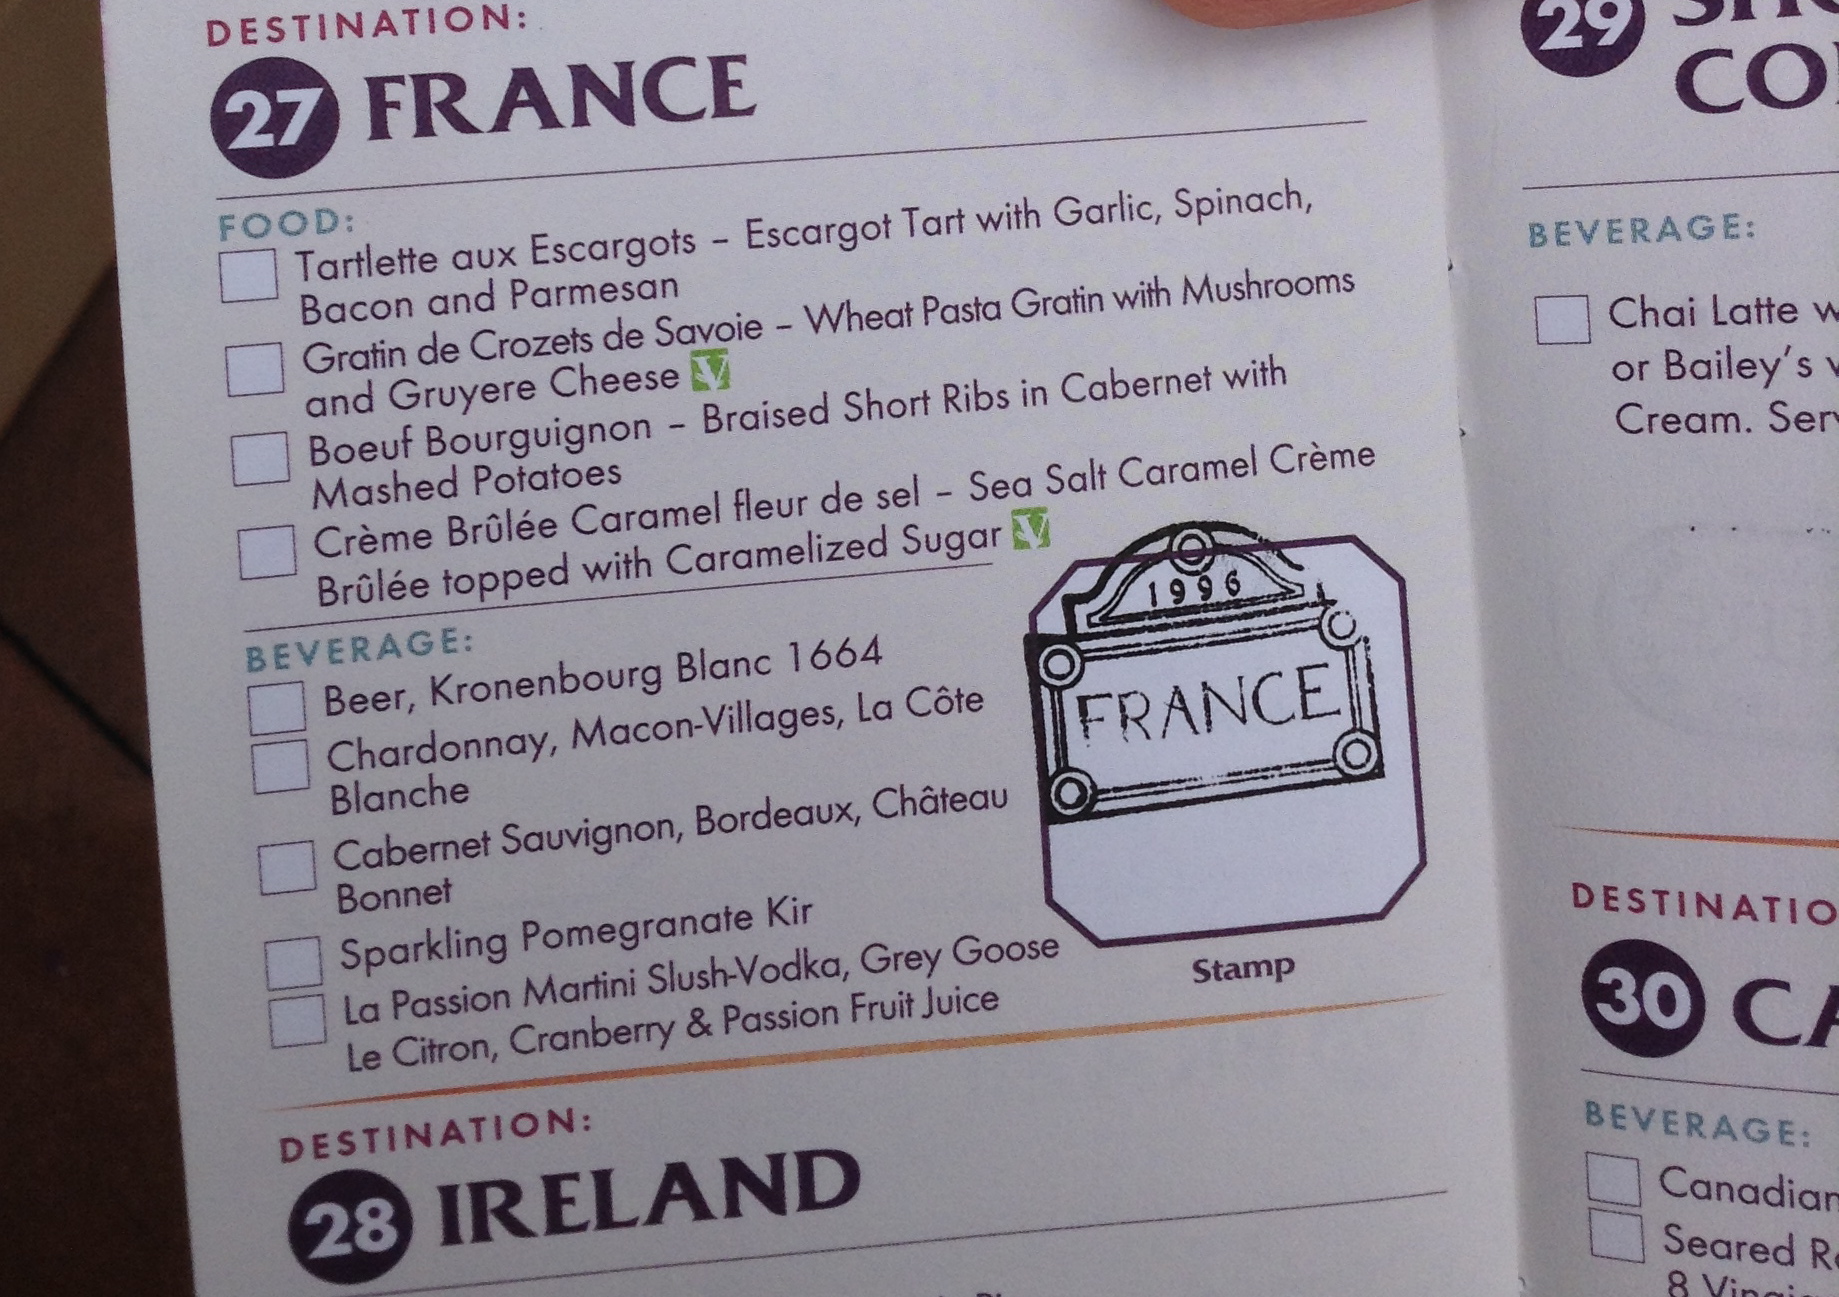 DESTINATION:
27 FRANCE
FOOD:
Tartlette aux Escargots – Escargot Tart with Garlic, Spinach,
Bacon and Parmesan
Gratin de Crozets de Savoie – Wheat Pasta Gratin with Mushrooms
and Gruyere Cheese V
Boeuf Bourguignon – Braised Short Ribs in Cabernet with
Mashed Potatoes
Crème Brûlée Caramel fleur de sel – Sea Salt Caramel Crème
Brûlée topped with Caramelized Sugar V
BEVERAGE:
Beer, Kronenbourg Blanc 1664
Chardonnay, Macon-Villages, La Côte
Blanche
Cabernet Sauvignon, Bordeaux, Château
Bonnet
Sparkling Pomegranate Kir
La Passion Martini Slush-Vodka, Grey Goose
Le Citron, Cranberry & Passion Fruit Juice
1996
FRANCE
Stamp
DESTINATION:
28 IRELAND
29
BEVERAGE:
Chai Latte
or Bailey's
Cream.
30
BEVERAGE:
Seared
8